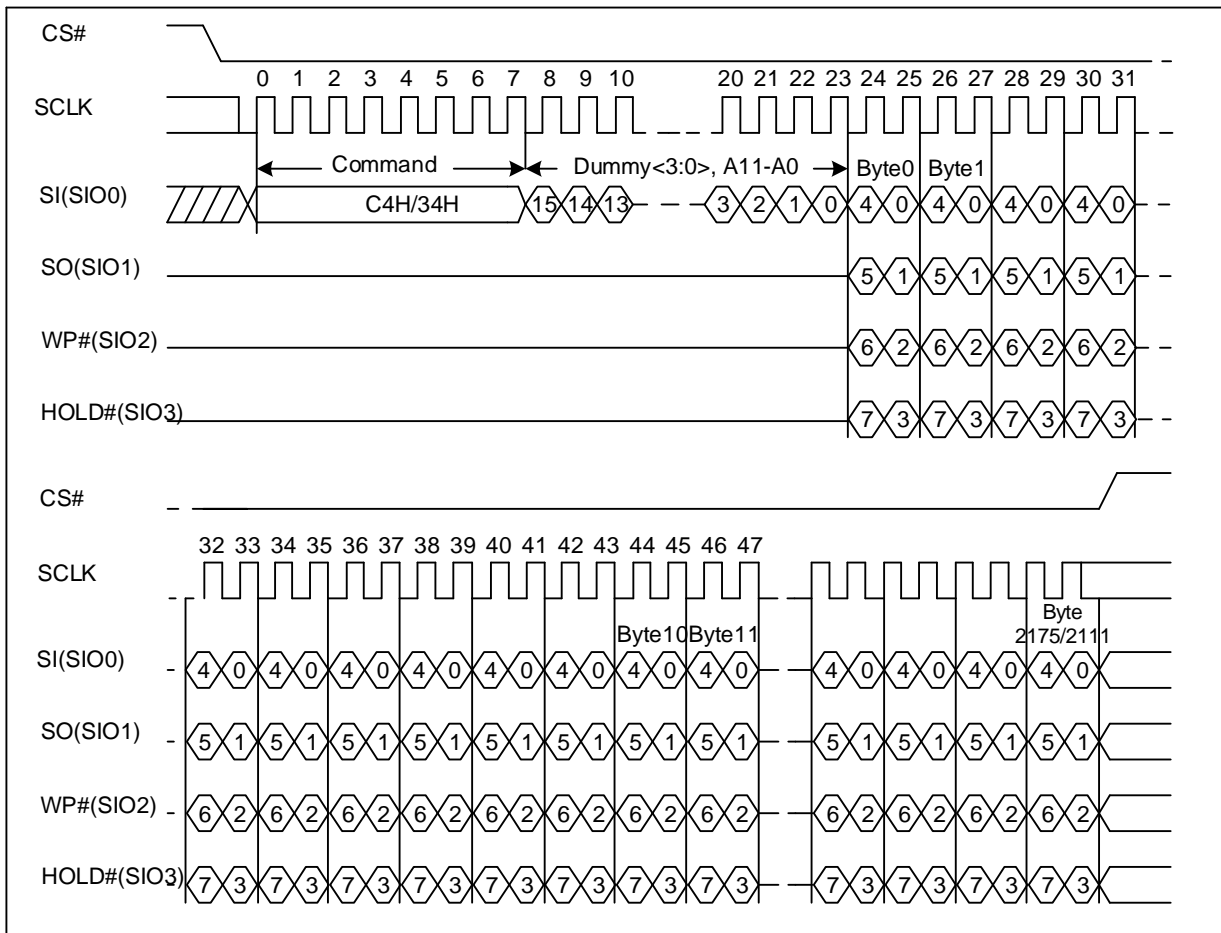 CS#
0 1 2 3 4 5 6 7 8 9 10 20 21 22 23 24 25 26 27 28 29 30 31
SCLK
Command Dummy<3:0>, A11-A0 Byte0 Byte1
SI(SIO0) C4H/34H 15 14 13 3 2 1 0 4 0 4 0 4 0 4 0
SO(SIO1) 5 1 5 1 5 1 5 1
WP#(SIO2) 6 2 6 2 6 2 6 2
HOLD#(SIO3) 7 3 7 3 7 3 7 3
CS#
32 33 34 35 36 37 38 39 40 41 42 43 44 45 46 47
SCLK
Byte10 Byte11 Byte
2175/2111
SI(SIO0) 4 0 4 0 4 0 4 0 4 0 4 0 4 0 4 0 4 0 4 0 4 0 4 0
SO(SIO1) 5 1 5 1 5 1 5 1 5 1 5 1 5 1 5 1 5 1 5 1 5 1 5 1
WP#(SIO2) 6 2 6 2 6 2 6 2 6 2 6 2 6 2 6 2 6 2 6 2 6 2 6 2
HOLD#(SIO3) 7 3 7 3 7 3 7 3 7 3 7 3 7 3 7 3 7 3 7 3 7 3 7 3